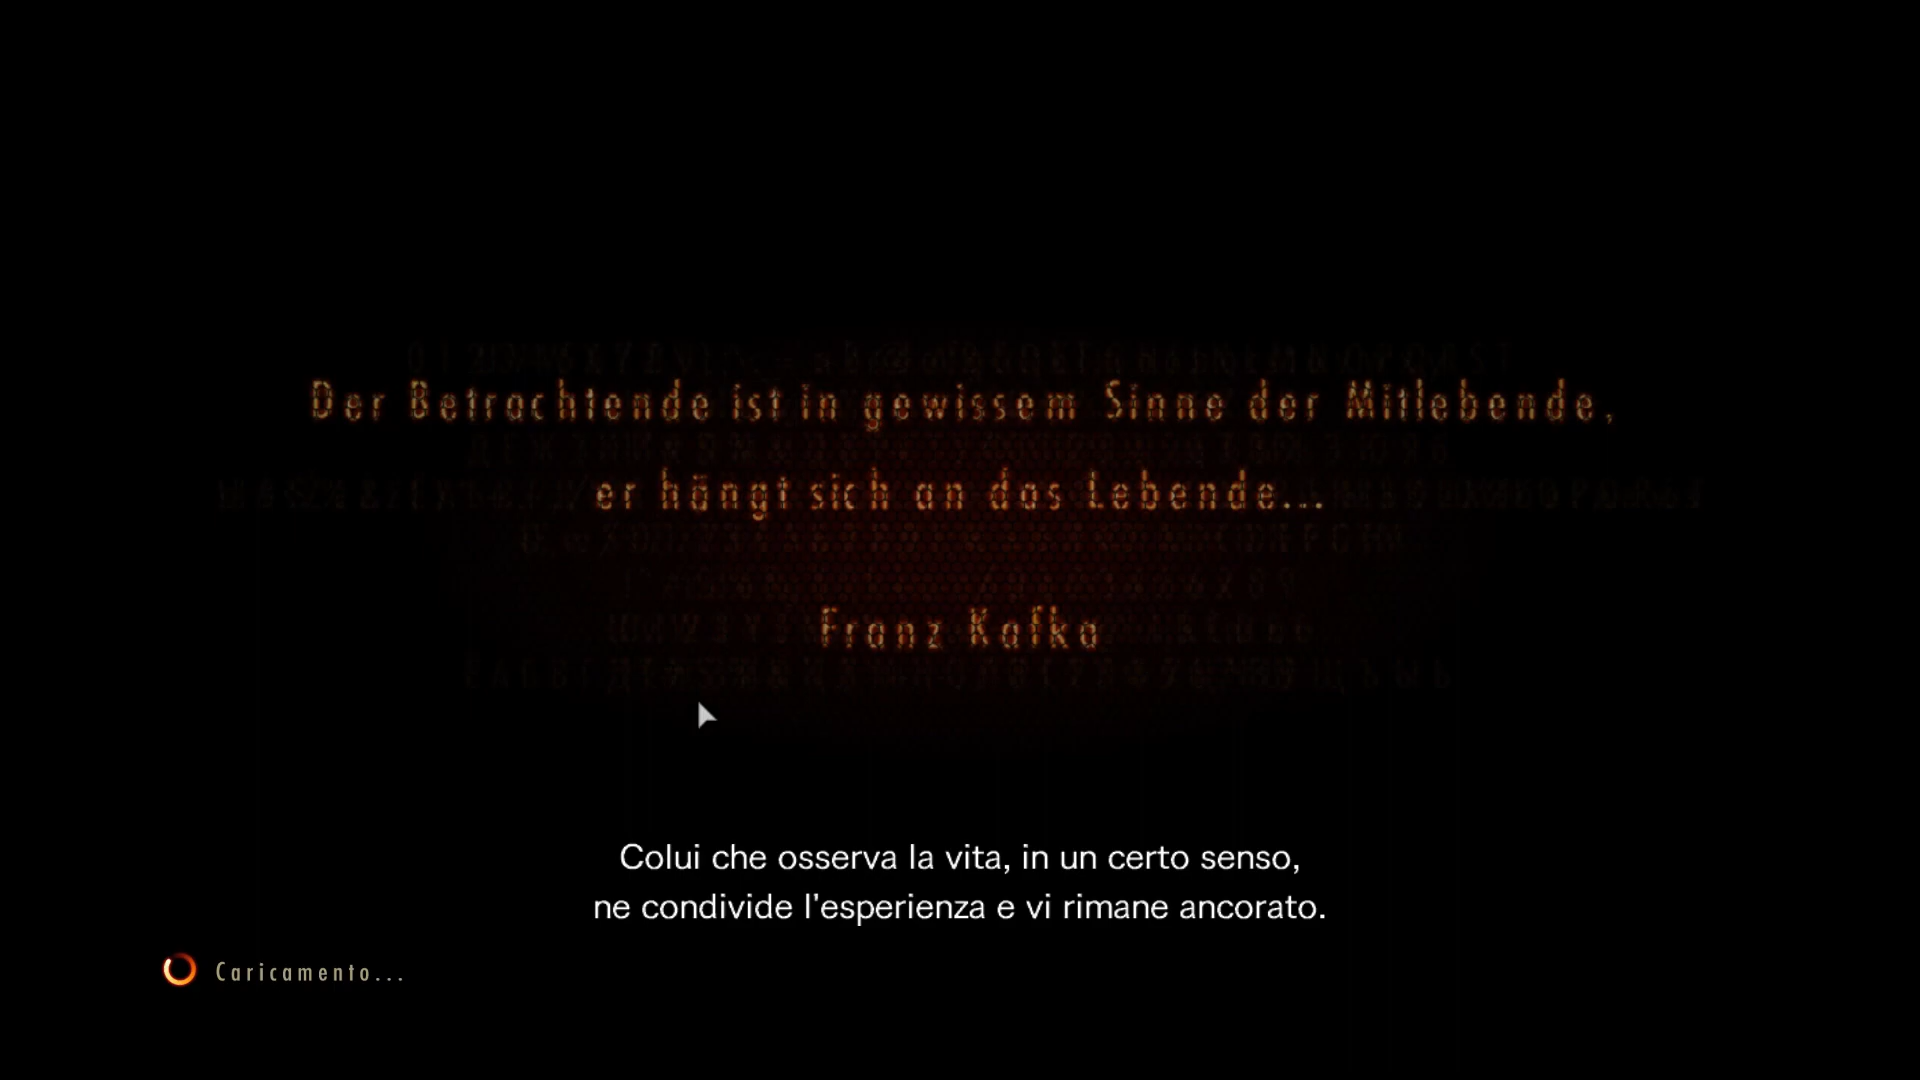 Der Betrachtende ist in gewissem Sinne der Mitlebende,
er hängt sich an das Lebende...
Franz Kafka
Colui che osserva la vita, in un certo senso,
ne condivide l'esperienza e vi rimane ancorato.
Caricamento...